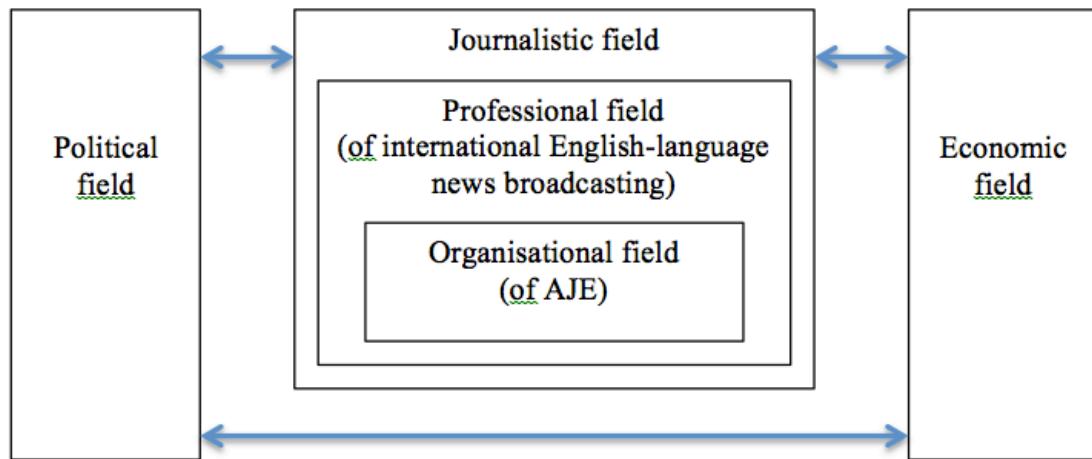 Journalistic field
Professional field
(of international English-language
news broadcasting)
Organisational field
(of AJE)
Political
field
Economic
field